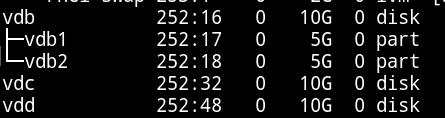 vdb 252:16 0 10G 0 disk
├─vdb1 252:17 0 5G 0 part
└─vdb2 252:18 0 5G 0 part
vdc 252:32 0 10G 0 disk
vdd 252:48 0 10G 0 disk